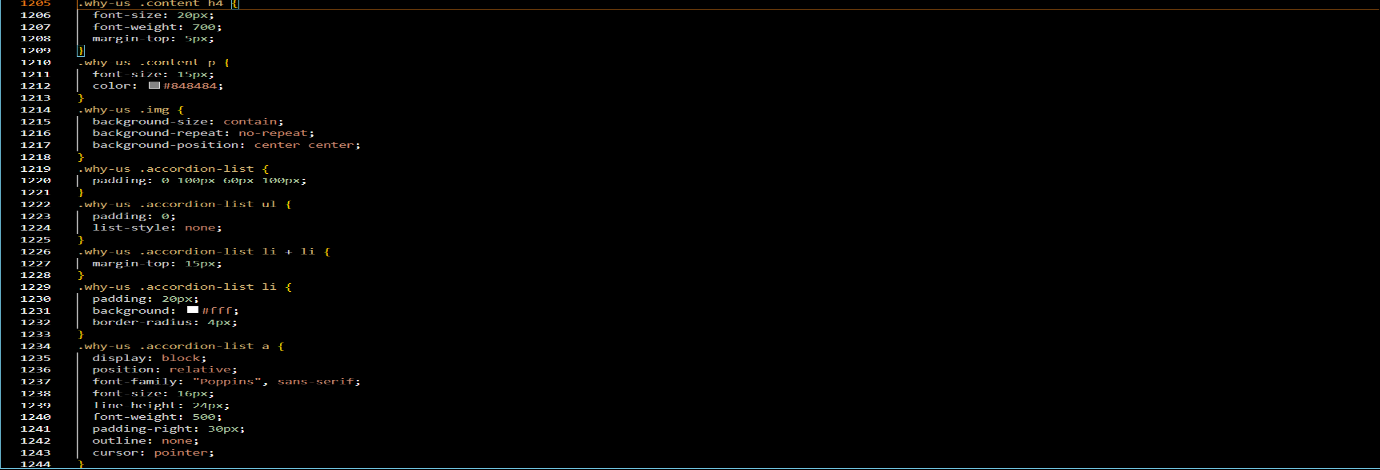 1205 .why-us .content h4 {
1206 font-size: 20px;
1207 font-weight: 700;
1208 margin-top: 5px;
1209 }
1210 .why-us .content p {
1211 font-size: 15px;
1212 color: #848484;
1213 }
1214 .why-us .img {
1215 background-size: contain;
1216 background-repeat: no-repeat;
1217 background-position: center center;
1218 }
1219 .why-us .accordion-list {
1220 padding: 0 100px 60px 100px;
1221 }
1222 .why-us .accordion-list ul {
1223 padding: 0;
1224 list-style: none;
1225 }
1226 .why-us .accordion-list li + li {
1227 margin-top: 15px;
1228 }
1229 .why-us .accordion-list li {
1230 padding: 20px;
1231 background: #fff;
1232 border-radius: 4px;
1233 }
1234 .why-us .accordion-list a {
1235 display: block;
1236 position: relative;
1237 font-family: "Poppins", sans-serif;
1238 font-size: 16px;
1239 line-height: 24px;
1240 font-weight: 500;
1241 padding-right: 30px;
1242 outline: none;
1243 cursor: pointer;
1244 }